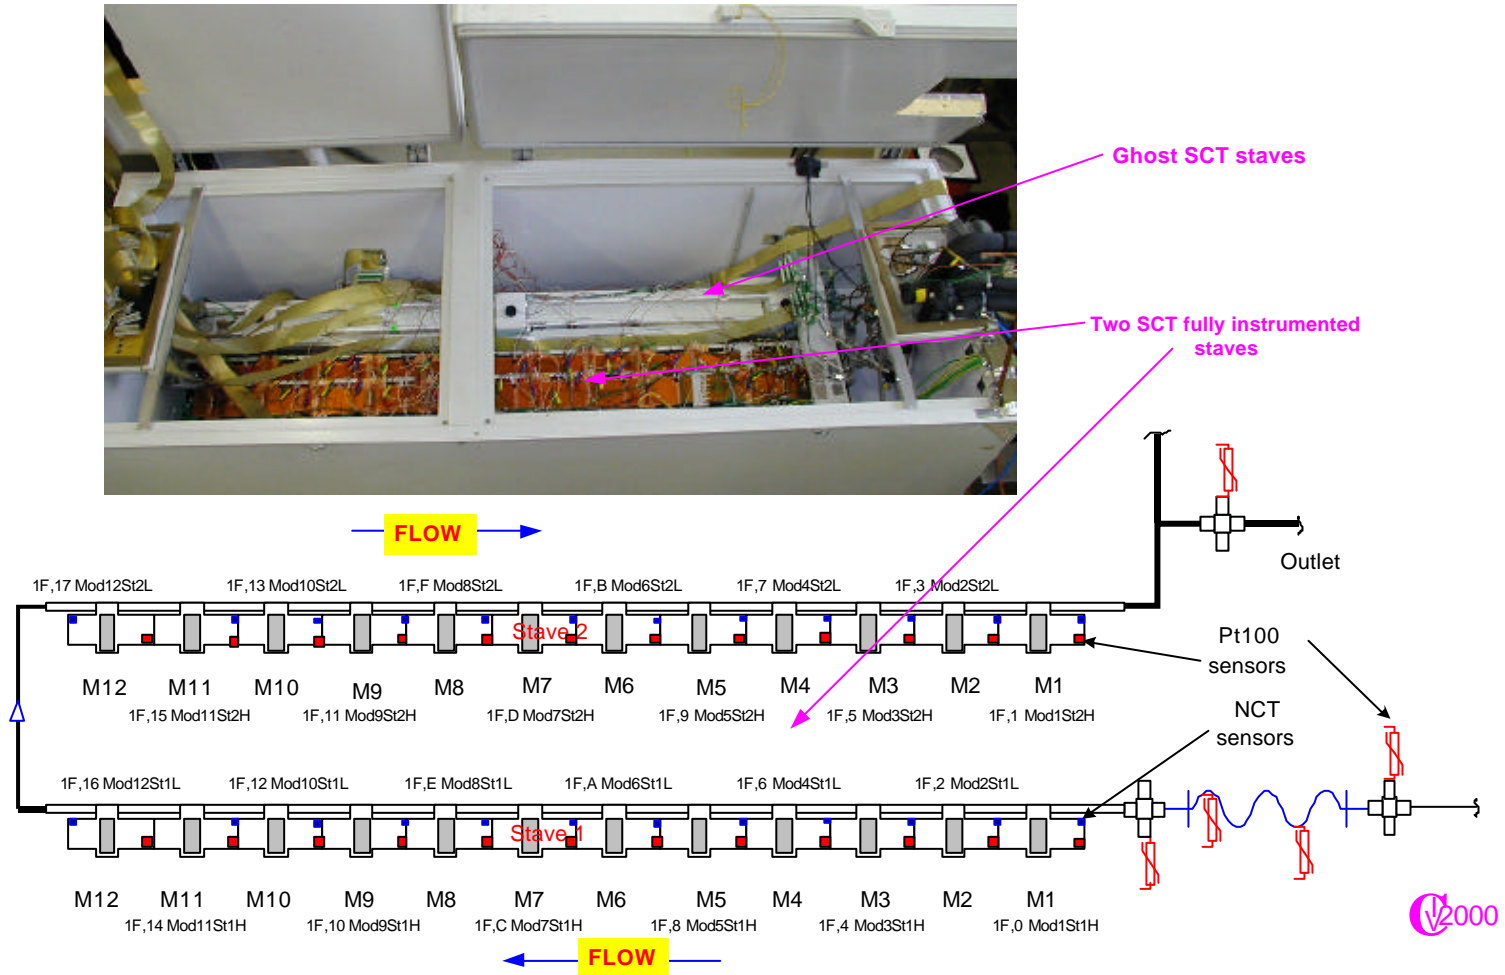 Ghost SCT staves
Two SCT fully instrumented
staves
FLOW
Outlet
1F,17 Mod12St2L 1F,13 Mod10St2L 1F,F Mod8St2L 1F,B Mod6St2L 1F,7 Mod4St2L 1F,3 Mod2St2L
Stave 2
Pt100
sensors
M12 M11 M10 M9 M8 M7 M6 M5 M4 M3 M2 M1
1F,15 Mod11St2H 1F,11 Mod9St2H 1F,D Mod7St2H 1F,9 Mod5St2H 1F,5 Mod3St2H 1F,1 Mod1St2H
NCT
sensors
1F,16 Mod12St1L 1F,12 Mod10St1L 1F,E Mod8St1L 1F,A Mod6St1L 1F,6 Mod4St1L 1F,2 Mod2St1L
Stave 1
M12 M11 M10 M9 M8 M7 M6 M5 M4 M3 M2 M1
1F,14 Mod11St1H 1F,10 Mod9St1H 1F,C Mod7St1H 1F,8 Mod5St1H 1F,4 Mod3St1H 1F,0 Mod1St1H
CIV2000
FLOW